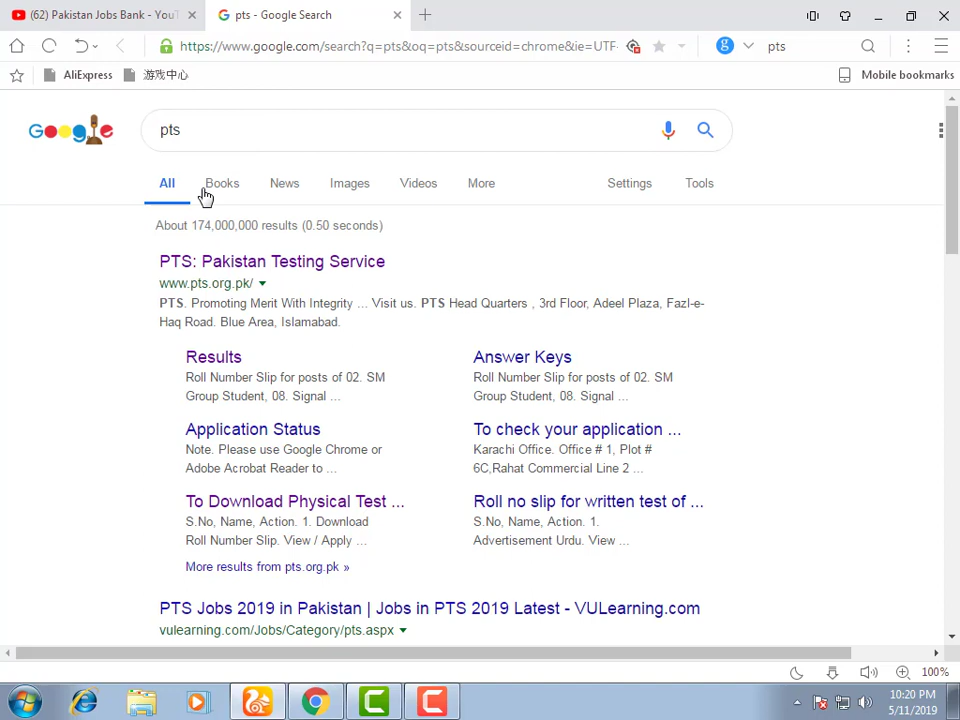 (62) Pakistan Jobs Bank - YouT
pts - Google Search
https://www.google.com/search?q=pts&oq=pts&sourceid=chrome&ie=UTF-
g
pts
AliExpress
游戏中心
Mobile bookmarks
Google
pts
All
Books
News
Images
Videos
More
Settings
Tools
About 174,000,000 results (0.50 seconds)
PTS: Pakistan Testing Service
www.pts.org.pk/
PTS. Promoting Merit With Integrity ... Visit us. PTS Head Quarters , 3rd Floor, Adeel Plaza, Fazl-e-
Haq Road. Blue Area, Islamabad.
Results
Roll Number Slip for posts of 02. SM
Group Student, 08. Signal ...
Answer Keys
Roll Number Slip for posts of 02. SM
Group Student, 08. Signal ...
Application Status
Note. Please use Google Chrome or
Adobe Acrobat Reader to ...
To check your application ...
Karachi Office. Office # 1, Plot #
6C,Rahat Commercial Line 2 ...
To Download Physical Test ...
S.No, Name, Action. 1. Download
Roll Number Slip. View / Apply ...
Roll no slip for written test of ...
S.No, Name, Action. 1.
Advertisement Urdu. View ...
More results from pts.org.pk »
PTS Jobs 2019 in Pakistan | Jobs in PTS 2019 Latest - VULearning.com
vulearning.com/Jobs/Category/pts.aspx
100%
10:20 PM
5/11/2019